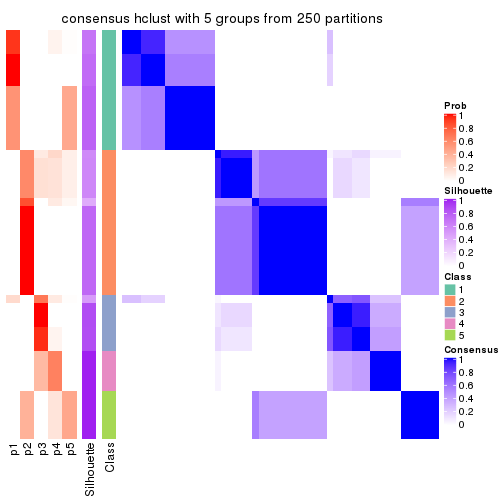 consensus hclust with 5 groups from 250 partitions
Prob
1
0.8
0.6
0.4
0.2
0
Silhouette
1
0.8
0.6
0.4
0.2
0
Class
1
2
3
4
5
Consensus
1
0.8
0.6
0.4
0.2
0
p1
p2
p3
p4
p5
Silhouette
Class